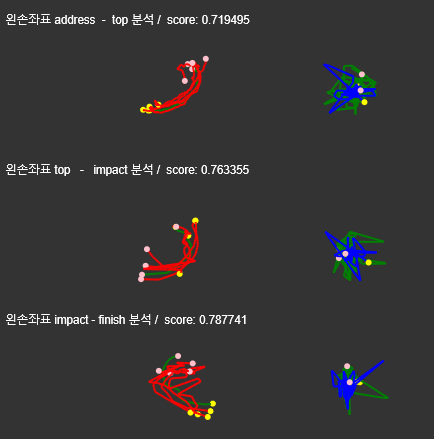 왼손좌표 address - top 분석 / score: 0.719495
왼손좌표 top - impact 분석 / score: 0.763355
왼손좌표 impact - finish 분석 / score: 0.787741